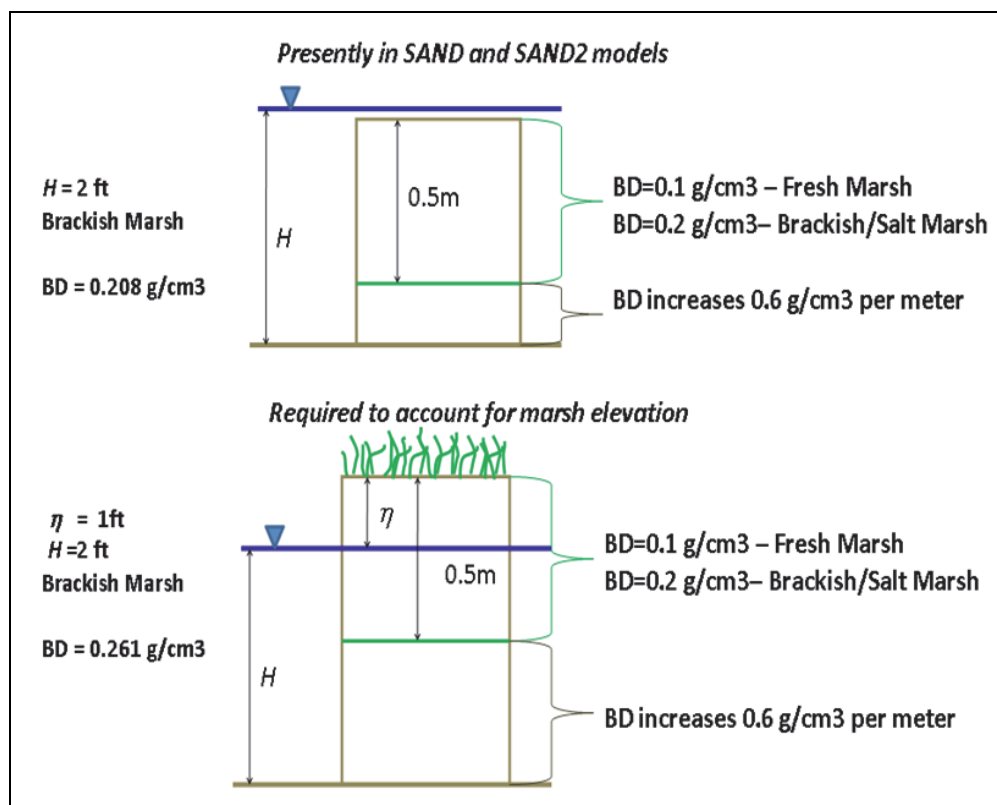 Presently in SAND and SAND2 models
H = 2 ft
Brackish Marsh
BD = 0.208 g/cm3
H
0.5m
BD=0.1 g/cm3 – Fresh Marsh
BD=0.2 g/cm3– Brackish/Salt Marsh
BD increases 0.6 g/cm3 per meter
Required to account for marsh elevation
η = 1ft
H=2 ft
Brackish Marsh
BD = 0.261 g/cm3
η
0.5m
H
BD=0.1 g/cm3 – Fresh Marsh
BD=0.2 g/cm3– Brackish/Salt Marsh
BD increases 0.6 g/cm3 per meter